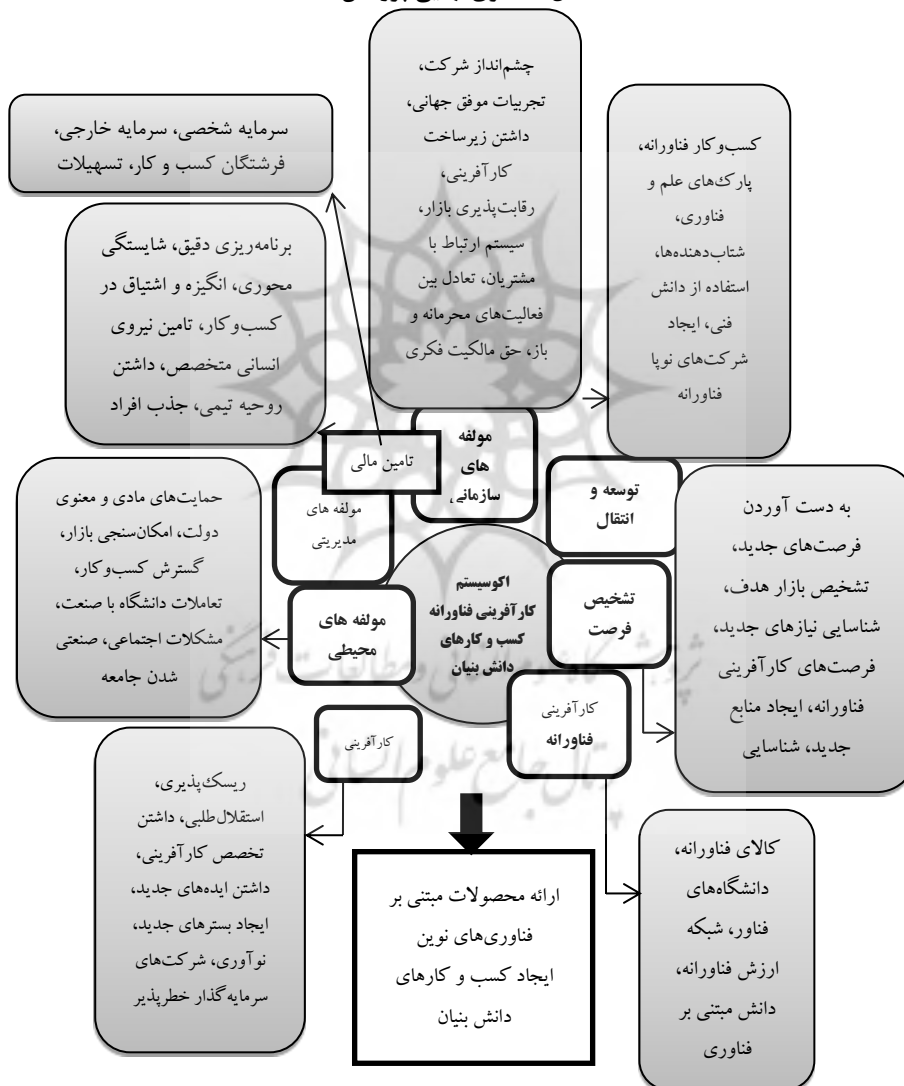 چشم‌انداز شرکت،
تجربیات موفق جهانی،
داشتن زیرساخت
کارآفرینی،
رقابت‌پذیری بازار،
سیستم ارتباط با
مشتریان، تعادل بین
فعالیت‌های محرمانه و
باز، حق مالکیت فکری
کسب‌وکار فناورانه،
پارک‌های علم و
فناوری،
شتاب‌دهنده‌ها،
استفاده از دانش
فنی، ایجاد
شرکت‌های نوپا
فناورانه
سرمایه شخصی، سرمایه خارجی،
فرشتگان کسب و کار، تسهیلات
برنامه‌ریزی دقیق، شایستگی
محوری، انگیزه و اشتیاق در
کسب‌وکار، تامین نیروی
انسانی متخصص، داشتن
روحیه تیمی، جذب افراد
مولفه
های
سازمانی
تامین مالی
توسعه و
انتقال
مولفه های
مدیریتی
حمایت‌های مادی و معنوی
دولت، امکان‌سنجی بازار،
گسترش کسب‌وکار،
تعاملات دانشگاه با صنعت،
مشکلات اجتماعی، صنعتی
شدن جامعه
به دست آوردن
فرصت‌های جدید،
تشخیص بازار هدف،
شناسایی نیازهای جدید،
فرصت‌های کارآفرینی
فناورانه، ایجاد منابع
جدید، شناسایی
تشخیص
فرصت
اکوسیستم
کارآفرینی فناورانه
کسب و کارهای
دانش بنیان
مولفه های
محیطی
کارآفرینی
فناورانه
کارآفرینی
پژوهشگاه علوم انسانی و مطالعات فرهنگی
پرتال جامع علوم انسانی
ریسک‌پذیری،
استقلال‌طلبی، داشتن
تخصص کارآفرینی،
داشتن ایده‌های جدید،
ایجاد بسترهای جدید،
نوآوری، شرکت‌های
سرمایه‌گذار خطرپذیر
ارائه محصولات مبتنی بر
فناوری‌های نوین
ایجاد کسب و کارهای
دانش بنیان
کالای فناورانه،
دانشگاه‌های
فناور، شبکه
ارزش فناورانه،
دانش مبتنی بر
فناوری